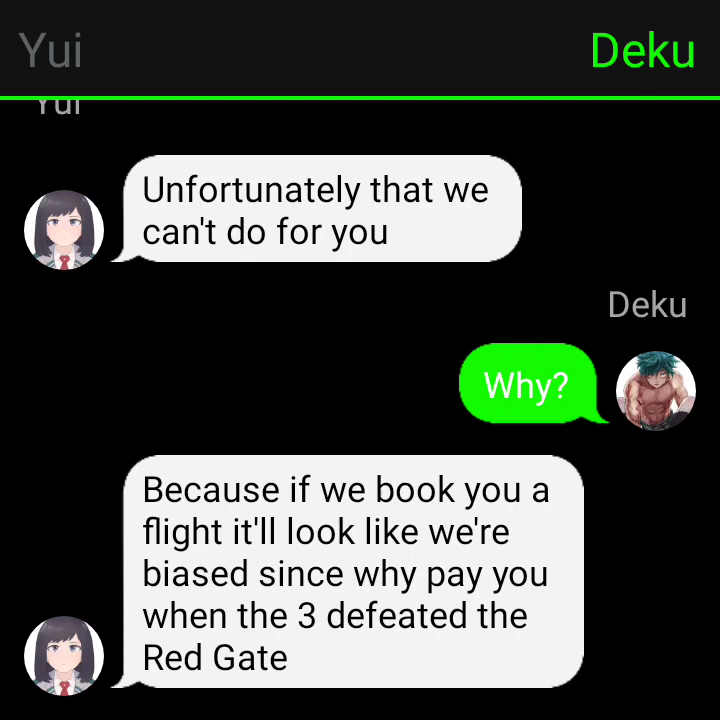 Yui
Deku
Yui
Unfortunately that we
can't do for you
Deku
Why?
Because if we book you a
flight it'll look like we're
biased since why pay you
when the 3 defeated the
Red Gate